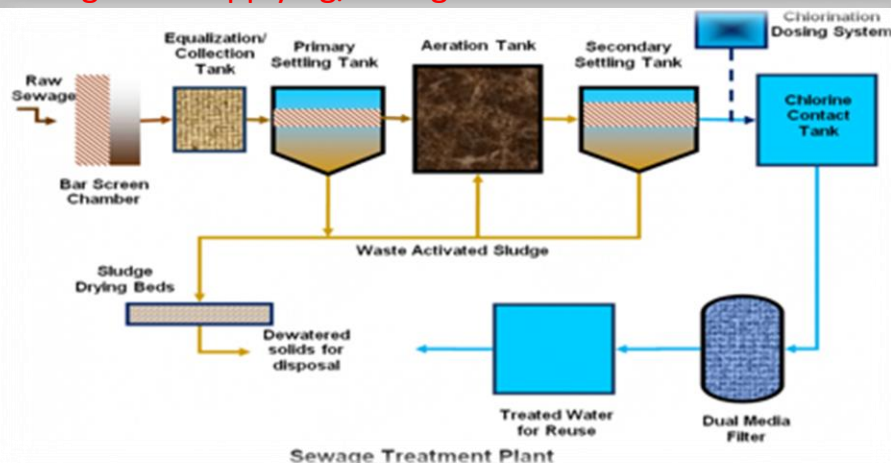 Equalization/
Collection
Tank
Primary
Settling Tank
Aeration Tank
Secondary
Settling Tank
Chlorination
Dosing System
Raw
Sewage
Chlorine
Contact
Tank
Bar Screen
Chamber
Waste Activated Sludge
Sludge
Drying Beds
Dewatered
solids for
disposal
Treated Water
for Reuse
Dual Media
Filter
Sewage Treatment Plant